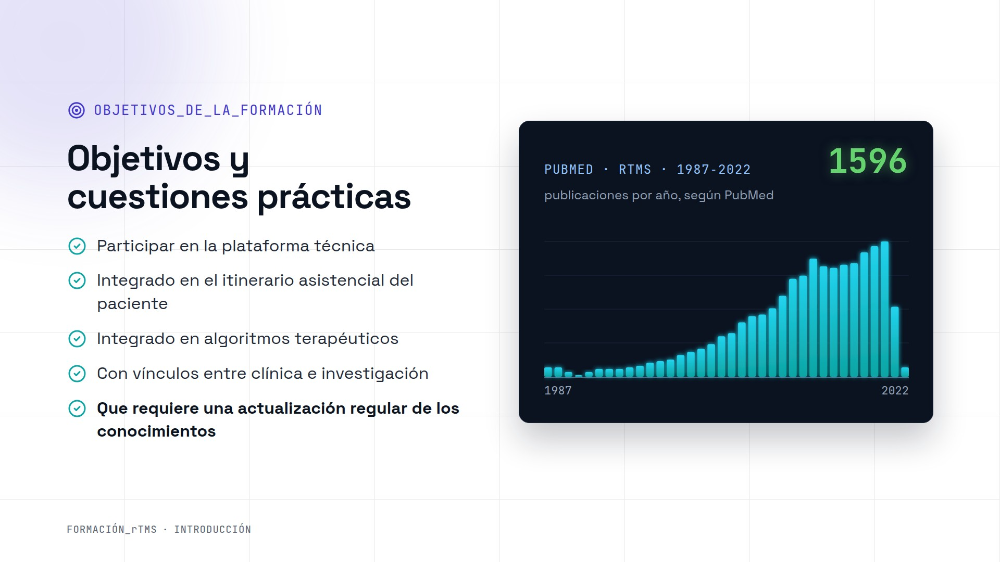 OBJETIVOS_DE_LA_FORMACIÓN
Objetivos y
cuestiones prácticas
Participar en la plataforma técnica
Integrado en el itinerario asistencial del
paciente
Integrado en algoritmos terapéuticos
Con vínculos entre clínica e investigación
Que requiere una actualización regular de los
conocimientos
PUBMED · RTMS · 1987-2022
1596
publicaciones por año, según PubMed
1987
2022
FORMACIÓN_rTMS · INTRODUCCIÓN